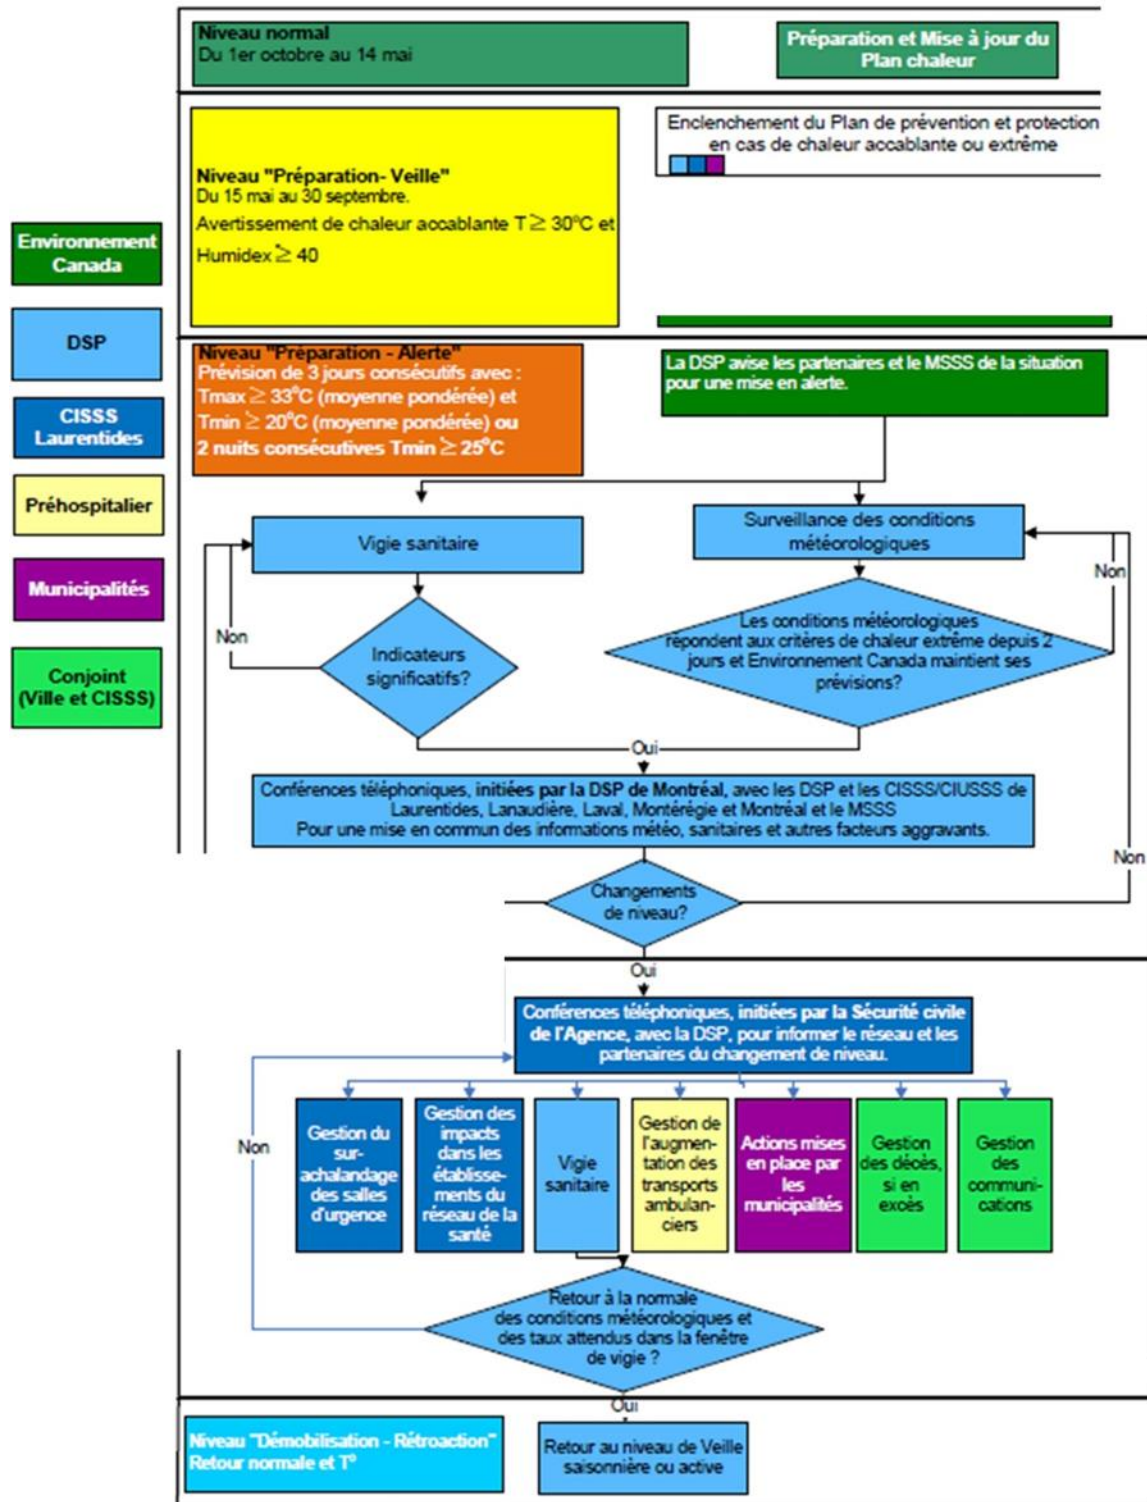 Niveau normal
Du 1er octobre au 14 mai
Préparation et Mise à jour du
Plan chaleur
Niveau "Préparation- Veille"
Du 15 mai au 30 septembre.
Avertissement de chaleur accablante T ≥ 30°C et
Humidex ≥ 40
Enclenchement du Plan de prévention et protection
en cas de chaleur accablante ou extrême
Environnement
Canada
DSP
CISSS
Laurentides
Préhospitalier
Municipalités
Conjoint
(Ville et CISSS)
Niveau "Préparation - Alerte"
Prévision de 3 jours consécutifs avec :
Tmax ≥ 33°C (moyenne pondérée) et
Tmin ≥ 20°C (moyenne pondérée) ou
2 nuits consécutives Tmin ≥ 25°C
La DSP avise les partenaires et le MSSS de la situation
pour une mise en alerte.
Vigie sanitaire
Surveillance des conditions
météorologiques
Non
Non
Indicateurs
significatifs?
Les conditions météorologiques
répondent aux critères de chaleur extrême depuis 2
jours et Environnement Canada maintient ses
prévisions?
Oui
Conférences téléphoniques, initiées par la DSP de Montréal, avec les DSP et les CISSS/CIUSSS de
Laurentides, Lanaudière, Laval, Montérégie et Montréal et le MSSS
Pour une mise en commun des informations météo, sanitaires et autres facteurs aggravants.
Non
Changements
de niveau?
Oui
Conférences téléphoniques, initiées par la Sécurité civile
de l'Agence, avec la DSP, pour informer le réseau et les
partenaires du changement de niveau.
Non
Gestion du
sur-
achalandage
des salles
d'urgence
Gestion des
impacts
dans les
établisse-
ments du
réseau de la
santé
Vigie
sanitaire
Gestion de
l'augmen-
tation des
transports
ambulan-
ciers
Actions mises
en place par
les
municipalités
Gestion
des décès,
si en
excès
Gestion
des
communi-
cations
Retour à la normale
des conditions météorologiques et
des taux attendus dans la fenêtre
de vigie ?
Oui
Niveau "Démobilisation - Rétroaction"
Retour normale et T°
Retour au niveau de Veille
saisonnière ou active